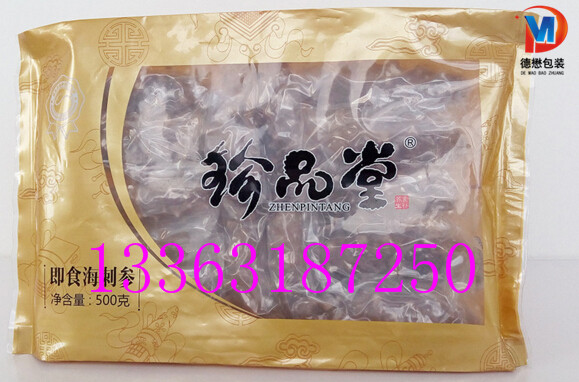 德懋包装
DE MAO BAO ZHUANG
珍品堂®
ZHENPINTANG
13363187250
即食海刺参
净含量：500克